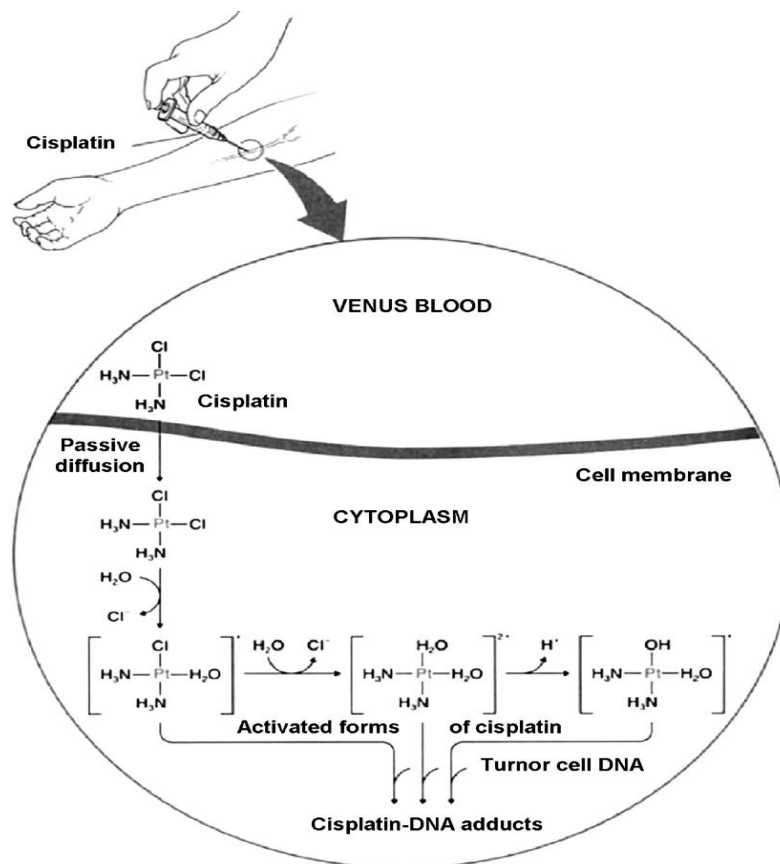 Cisplatin
VENUS BLOOD
Cl
H₃N Pt Cl
H₃N
Cisplatin
Passive
diffusion
Cell membrane
CYTOPLASM
Cl
H₃N Pt Cl
H₃N
H₂O
Cl⁻
Cl
H₃N Pt H₂O
H₃N
+
H₂O Cl⁻
H₂O
H₃N Pt H₂O
H₃N
2+
H⁺
OH
H₃N Pt H₂O
H₃N
+
Activated forms of cisplatin
Turnor cell DNA
Cisplatin-DNA adducts